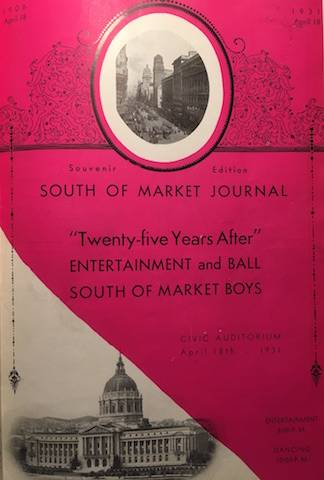 1906 1931
April 18 April 18
Souvenir Edition
SOUTH OF MARKET JOURNAL
"Twenty-five Years After"
ENTERTAINMENT and BALL
SOUTH OF MARKET BOYS
CIVIC AUDITORIUM
April 18th 1931
ENTERTAINMENT
P.M.
DANCING
P.M.